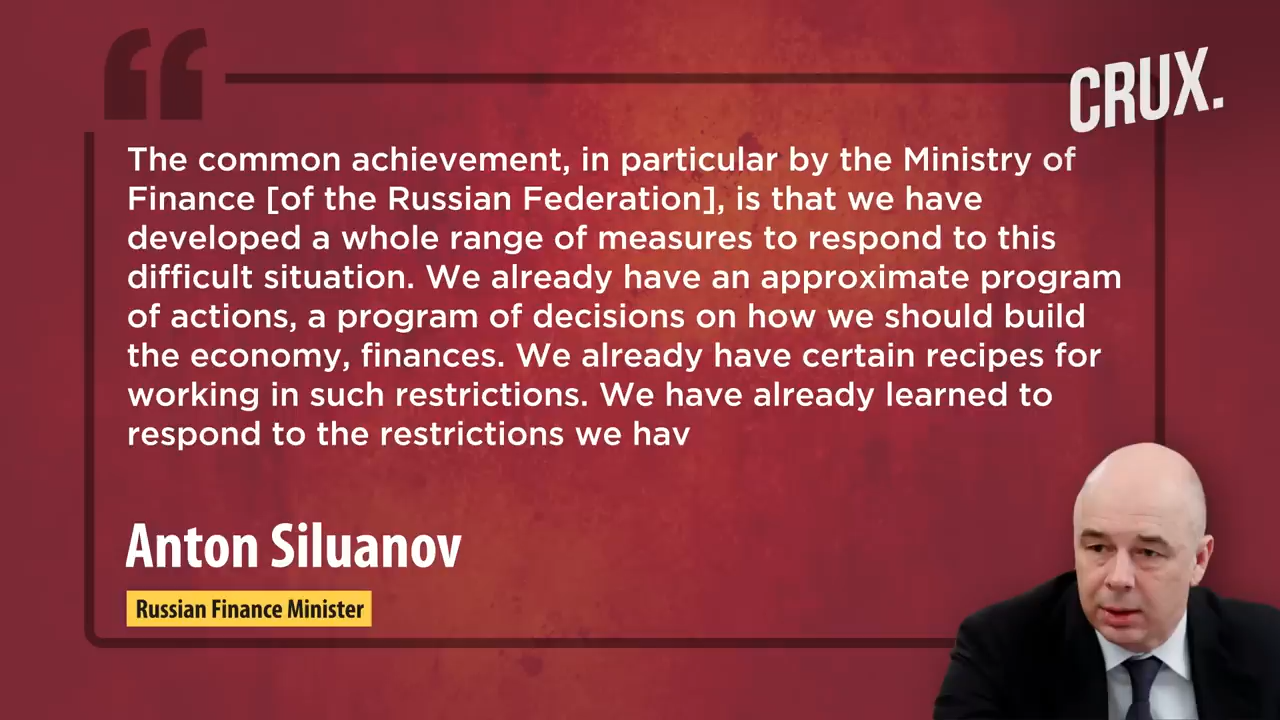 CRUX.
The common achievement, in particular by the Ministry of
Finance [of the Russian Federation], is that we have
developed a whole range of measures to respond to this
difficult situation. We already have an approximate program
of actions, a program of decisions on how we should build
the economy, finances. We already have certain recipes for
working in such restrictions. We have already learned to
respond to the restrictions we hav
Anton Siluanov
Russian Finance Minister